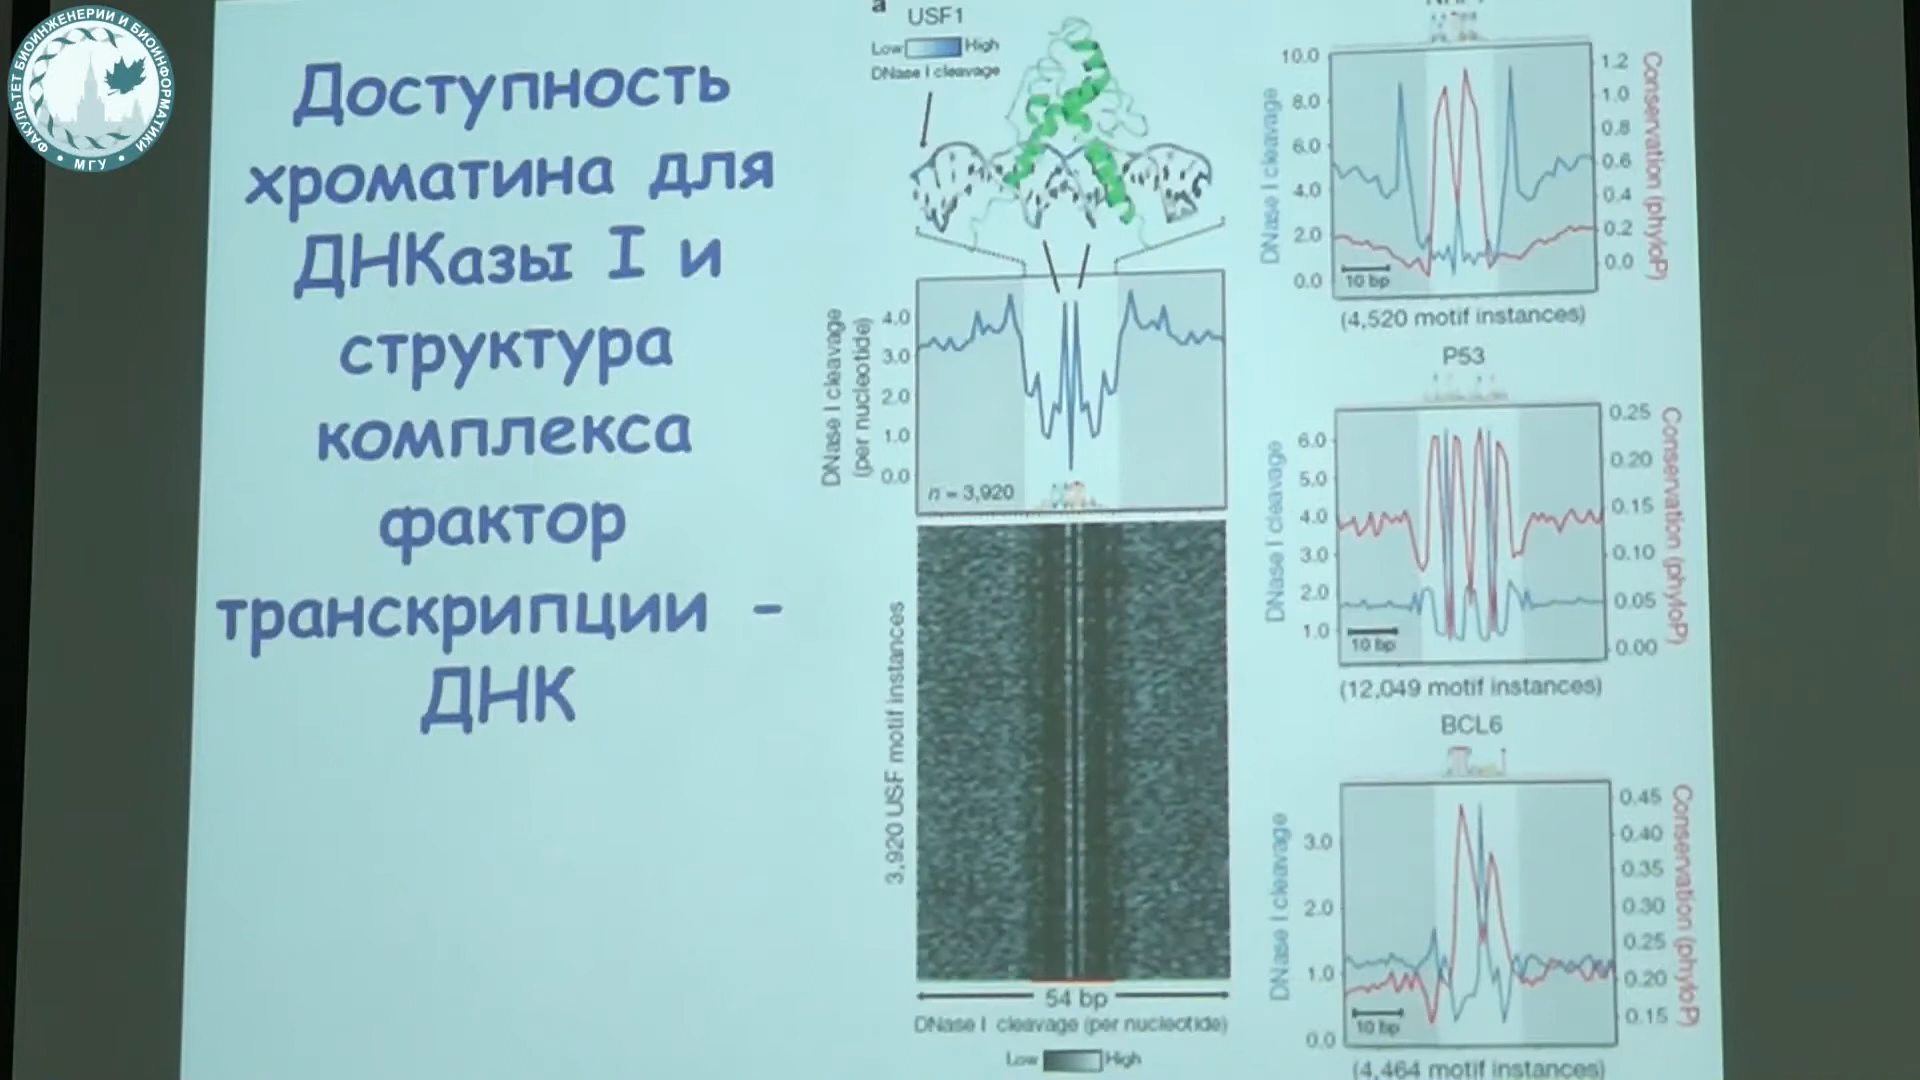 ФАКУЛЬТЕТ БИОИНЖЕНЕРИИ И БИОИНФОРМАТИКИ
• МГУ •
Доступность
хроматина для
ДНКазы I и
структура
комплекса
фактор
транскрипции -
ДНК
a
USF1
Low High
DNase I cleavage
DNase I cleavage
(per nucleotide)
4.0
3.0
2.0
1.0
0.0
n = 3,920
3,920 USF motif instances
54 bp
DNase I cleavage (per nucleotide)
Low High
DNase I cleavage
10.0
8.0
6.0
4.0
2.0
0.0
10 bp
1.2
1.0
0.8
0.6
0.4
0.2
0.0
Conservation (phyloP)
(4,520 motif instances)
P53
DNase I cleavage
6.0
5.0
4.0
3.0
2.0
1.0
10 bp
0.25
0.20
0.15
0.10
0.05
0.00
Conservation (phyloP)
(12,049 motif instances)
BCL6
DNase I cleavage
3.0
2.0
1.0
0.0
10 bp
0.45
0.40
0.35
0.30
0.25
0.20
0.15
Conservation (phyloP)
(4,464 motif instances)